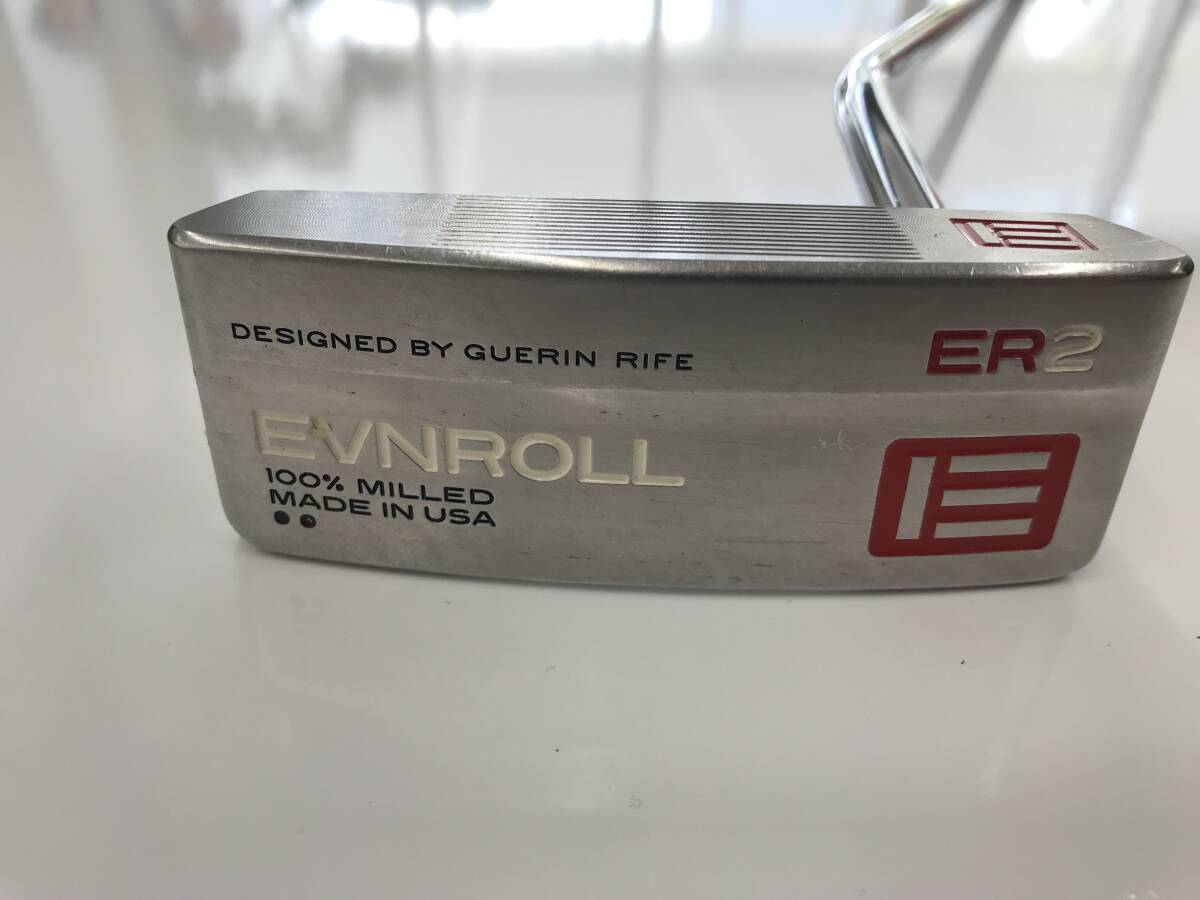 DESIGNED BY GUERIN RIFE
ER2
EVNROLL
100% MILLED
MADE IN USA